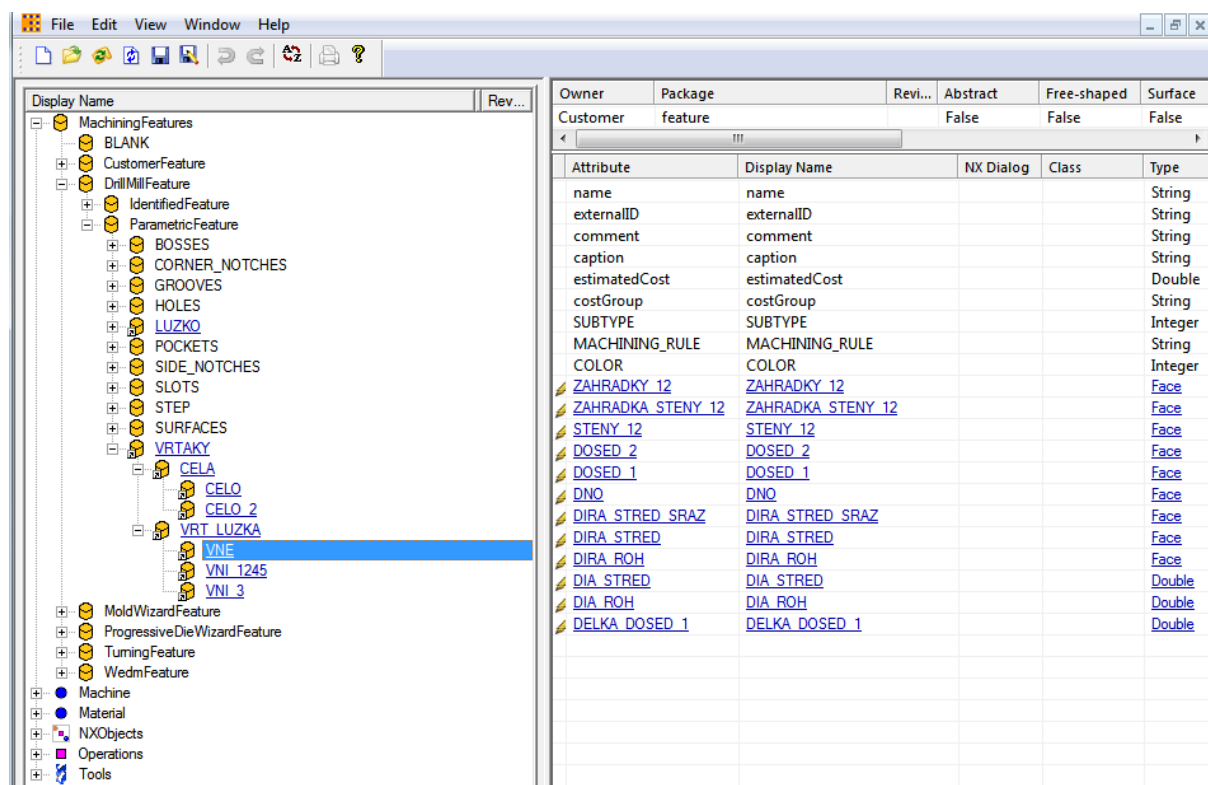 File Edit View Window Help
Display Name Rev...
MachiningFeatures
BLANK
CustomerFeature
DrillMillFeature
IdentifiedFeature
ParametricFeature
BOSSES
CORNER_NOTCHES
GROOVES
HOLES
LUZKO
POCKETS
SIDE_NOTCHES
SLOTS
STEP
SURFACES
VRTAKY
CELA
CELO
CELO_2
VRT_LUZKA
VNE
VNI_1245
VNI_3
MoldWizardFeature
ProgressiveDieWizardFeature
TurningFeature
WedmFeature
Machine
Material
NXObjects
Operations
Tools
Owner Package Revi... Abstract Free-shaped Surface
Customer feature False False False
Attribute Display Name NX Dialog Class Type
name name String
externalID externalID String
comment comment String
caption caption String
estimatedCost estimatedCost Double
costGroup costGroup String
SUBTYPE SUBTYPE Integer
MACHINING_RULE MACHINING_RULE String
COLOR COLOR Integer
ZAHRADKY_12 ZAHRADKY_12 Face
ZAHRADKA_STENY_12 ZAHRADKA_STENY_12 Face
STENY_12 STENY_12 Face
DOSED_2 DOSED_2 Face
DOSED_1 DOSED_1 Face
DNO DNO Face
DIRA_STRED_SRAZ DIRA_STRED_SRAZ Face
DIRA_STRED DIRA_STRED Face
DIRA_ROH DIRA_ROH Face
DIA_STRED DIA_STRED Double
DIA_ROH DIA_ROH Double
DELKA_DOSED_1 DELKA_DOSED_1 Double